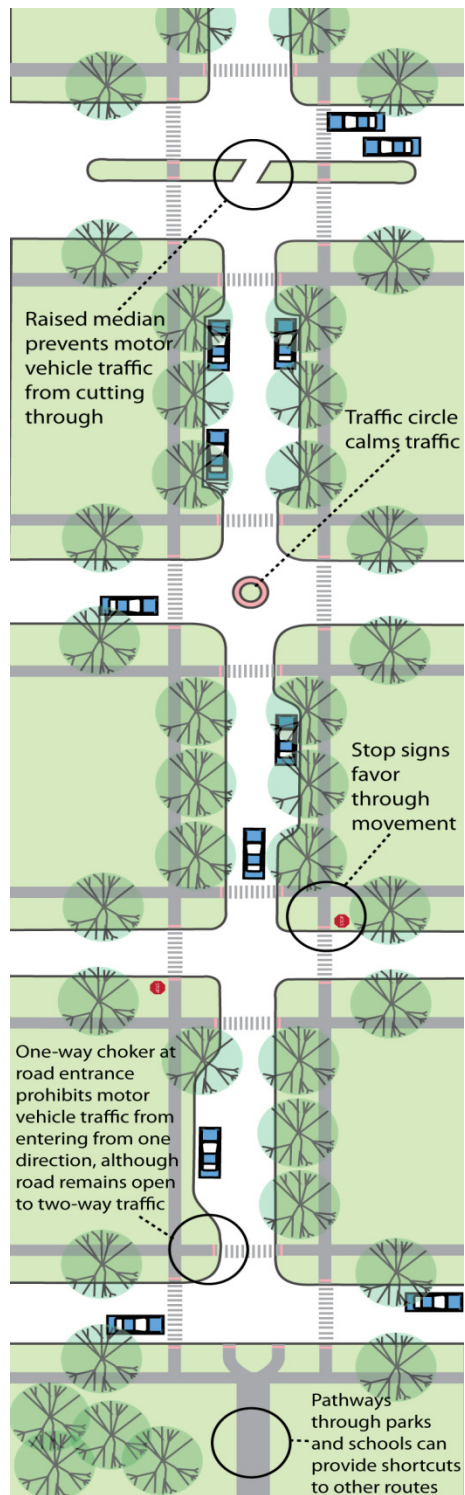 Raised median
prevents motor
vehicle traffic
from cutting
through
Traffic circle
calms traffic
Stop signs
favor
through
movement
STOP
STOP
One-way choker at
road entrance
prohibits motor
vehicle traffic from
entering from one
direction, although
road remains open
to two-way traffic
Pathways
through parks
and schools can
provide shortcuts
to other routes